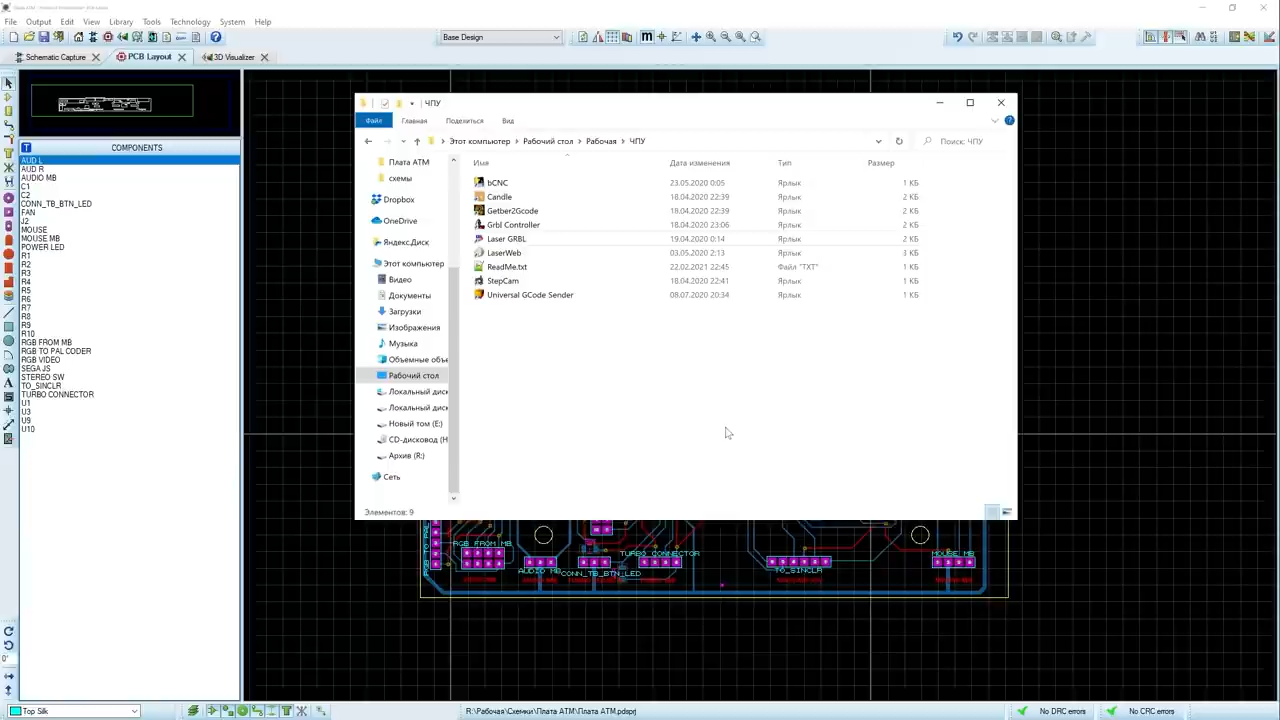 File Output Edit View Library Tools Technology System Help
Base Design
Schematic Capture
PCB Layout
3D Visualizer
COMPONENTS
AUD L
AUD R
AUDIO MB
C1
C2
CONN_TB_BTN_LED
FAN
J2
MOUSE
MOUSE MB
POWER LED
R1
R2
R3
R4
R5
R6
R7
R8
R9
R10
RGB FROM MB
RGB TO PAL CODER
RGB VIDEO
SEGA JS
STEREO SW
TO_SINCLR
TURBO CONNECTOR
U1
U3
U9
U10
ЧПУ
Файл Главная Поделиться Вид
Этот компьютер Рабочий стол Рабочая ЧПУ
Поиск: ЧПУ
Плата ATM
схемы
Dropbox
OneDrive
Яндекс.Диск
Этот компьютер
Видео
Документы
Загрузки
Изображения
Музыка
Объемные объе
Рабочий стол
Локальный диск
Локальный диск
Новый том (E:)
CD-дисковод (H
Архив (R:)
Сеть
Имя Дата изменения Тип Размер
bCNC 23.05.2020 0:05 Ярлык 1 КБ
Candle 18.04.2020 22:39 Ярлык 2 КБ
Getber2Gcode 18.04.2020 22:39 Ярлык 2 КБ
Grbl Controller 18.04.2020 23:06 Ярлык 2 КБ
Laser GRBL 19.04.2020 0:14 Ярлык 2 КБ
LaserWeb 03.05.2020 2:13 Ярлык 3 КБ
ReadMe.txt 22.02.2021 22:45 Файл "TXT" 1 КБ
StepCam 18.04.2020 22:41 Ярлык 1 КБ
Universal GCode Sender 08.07.2020 20:34 Ярлык 1 КБ
Элементов: 9
RGB FROM MB
AUDIO MB
CONN_TB_BTN_LED
TURBO CONNECTOR
TO_SINCLR
MOUSE MB
Top Silk
R:\Рабочая\Схемки\Плата ATM\Плата ATM.pdsprj
No DRC errors
No CRC errors